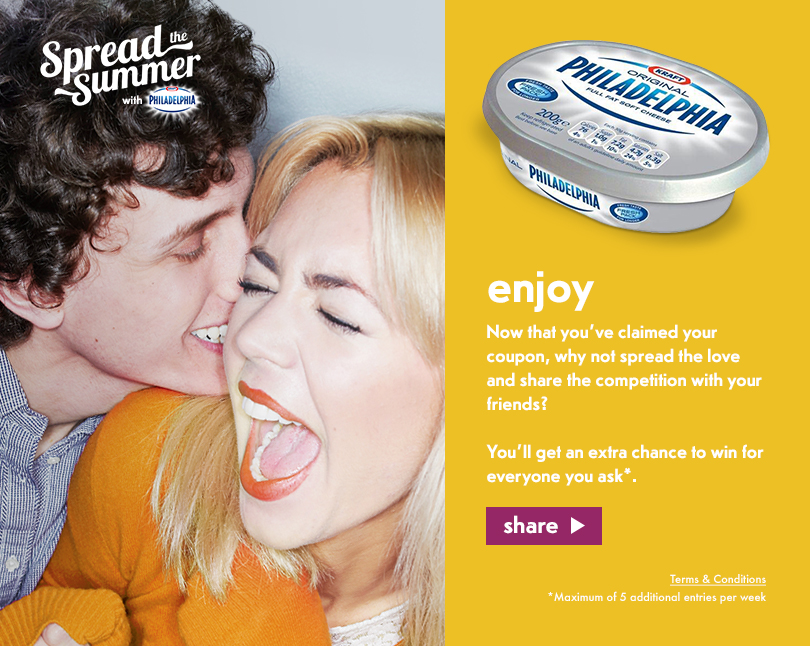 Spread the
Summer
with PHILADELPHIA
KRAFT
ORIGINAL
PHILADELPHIA
FULL FAT SOFT CHEESE
200g e
PHILADELPHIA
enjoy
Now that you've claimed your
coupon, why not spread the love
and share the competition with your
friends?
You'll get an extra chance to win for
everyone you ask*.
share
Terms & Conditions
*Maximum of 5 additional entries per week